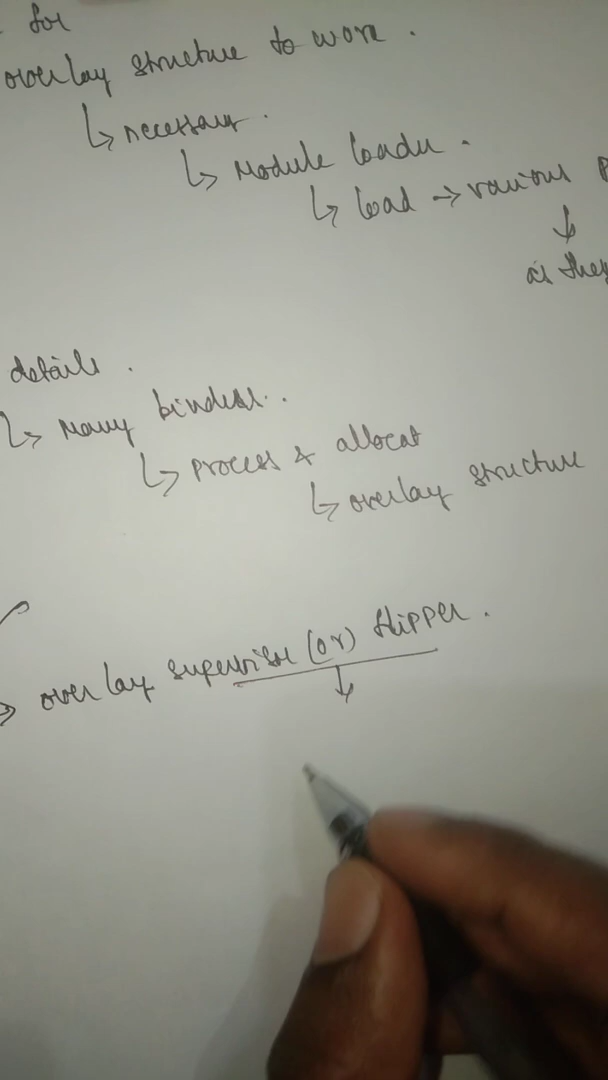 for
overlay structure to work.
↳ necessary.
↳ Module loader.
↳ load → various P
↓
as they
details.
↳ Many binders..
↳ process & allocat
↳ overlay structure
→ overlay supervisor (or) flipper.
↓